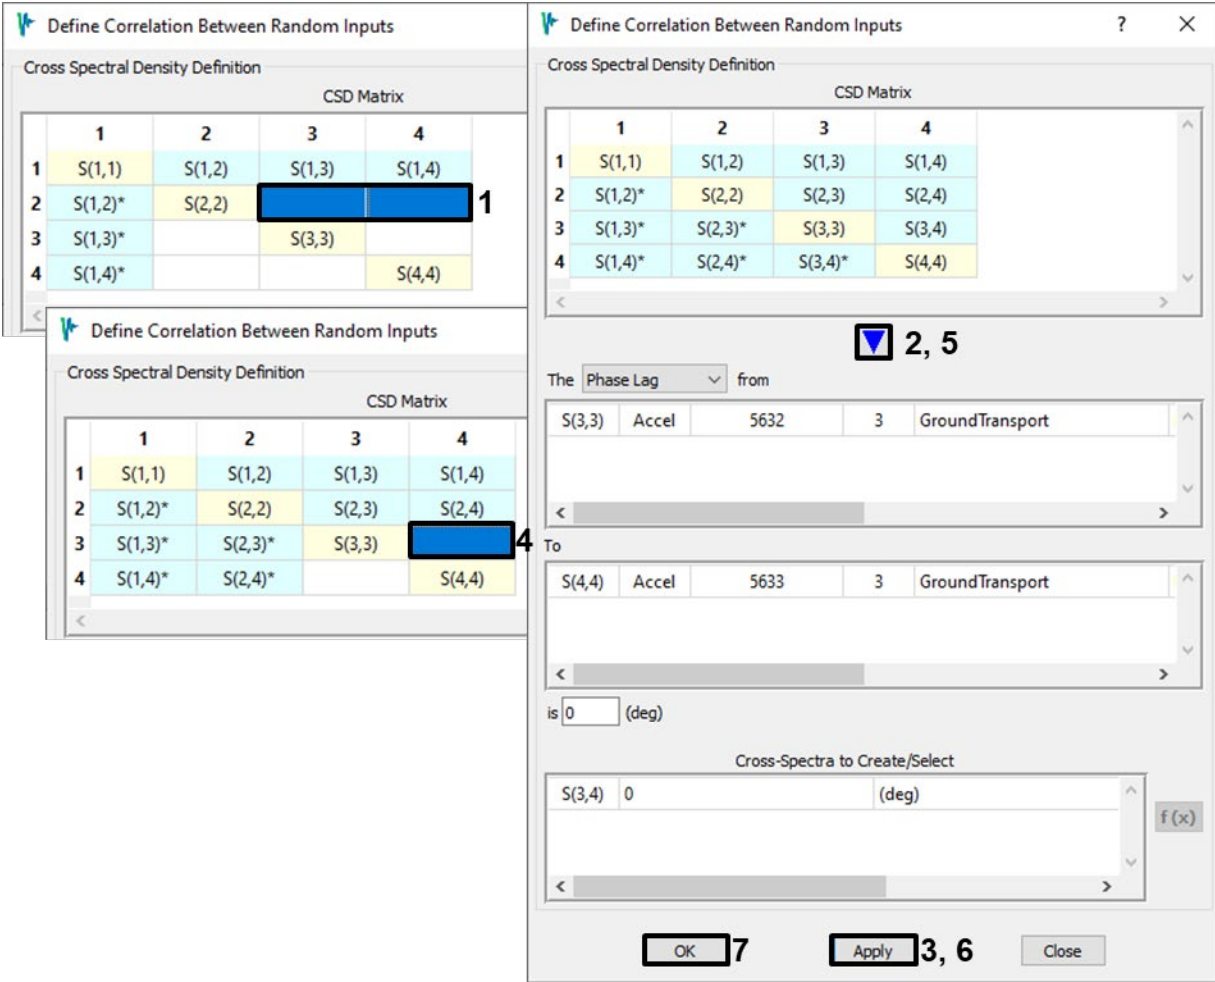 Define Correlation Between Random Inputs
Cross Spectral Density Definition
CSD Matrix
1 2 3 4
1 S(1,1) S(1,2) S(1,3) S(1,4)
2 S(1,2)* S(2,2) 1
3 S(1,3)* S(3,3)
4 S(1,4)* S(4,4)
Define Correlation Between Random Inputs
Cross Spectral Density Definition
CSD Matrix
1 2 3 4
1 S(1,1) S(1,2) S(1,3) S(1,4)
2 S(1,2)* S(2,2) S(2,3) S(2,4)
3 S(1,3)* S(2,3)* S(3,3) 4
4 S(1,4)* S(2,4)* S(4,4)
Define Correlation Between Random Inputs ? ×
Cross Spectral Density Definition
CSD Matrix
1 2 3 4
1 S(1,1) S(1,2) S(1,3) S(1,4)
2 S(1,2)* S(2,2) S(2,3) S(2,4)
3 S(1,3)* S(2,3)* S(3,3) S(3,4)
4 S(1,4)* S(2,4)* S(3,4)* S(4,4)
2, 5
The Phase Lag from
S(3,3) Accel 5632 3 GroundTransport
To
S(4,4) Accel 5633 3 GroundTransport
is 0 (deg)
Cross-Spectra to Create/Select
S(3,4) 0 (deg)
f (x)
OK 7 Apply 3, 6 Close